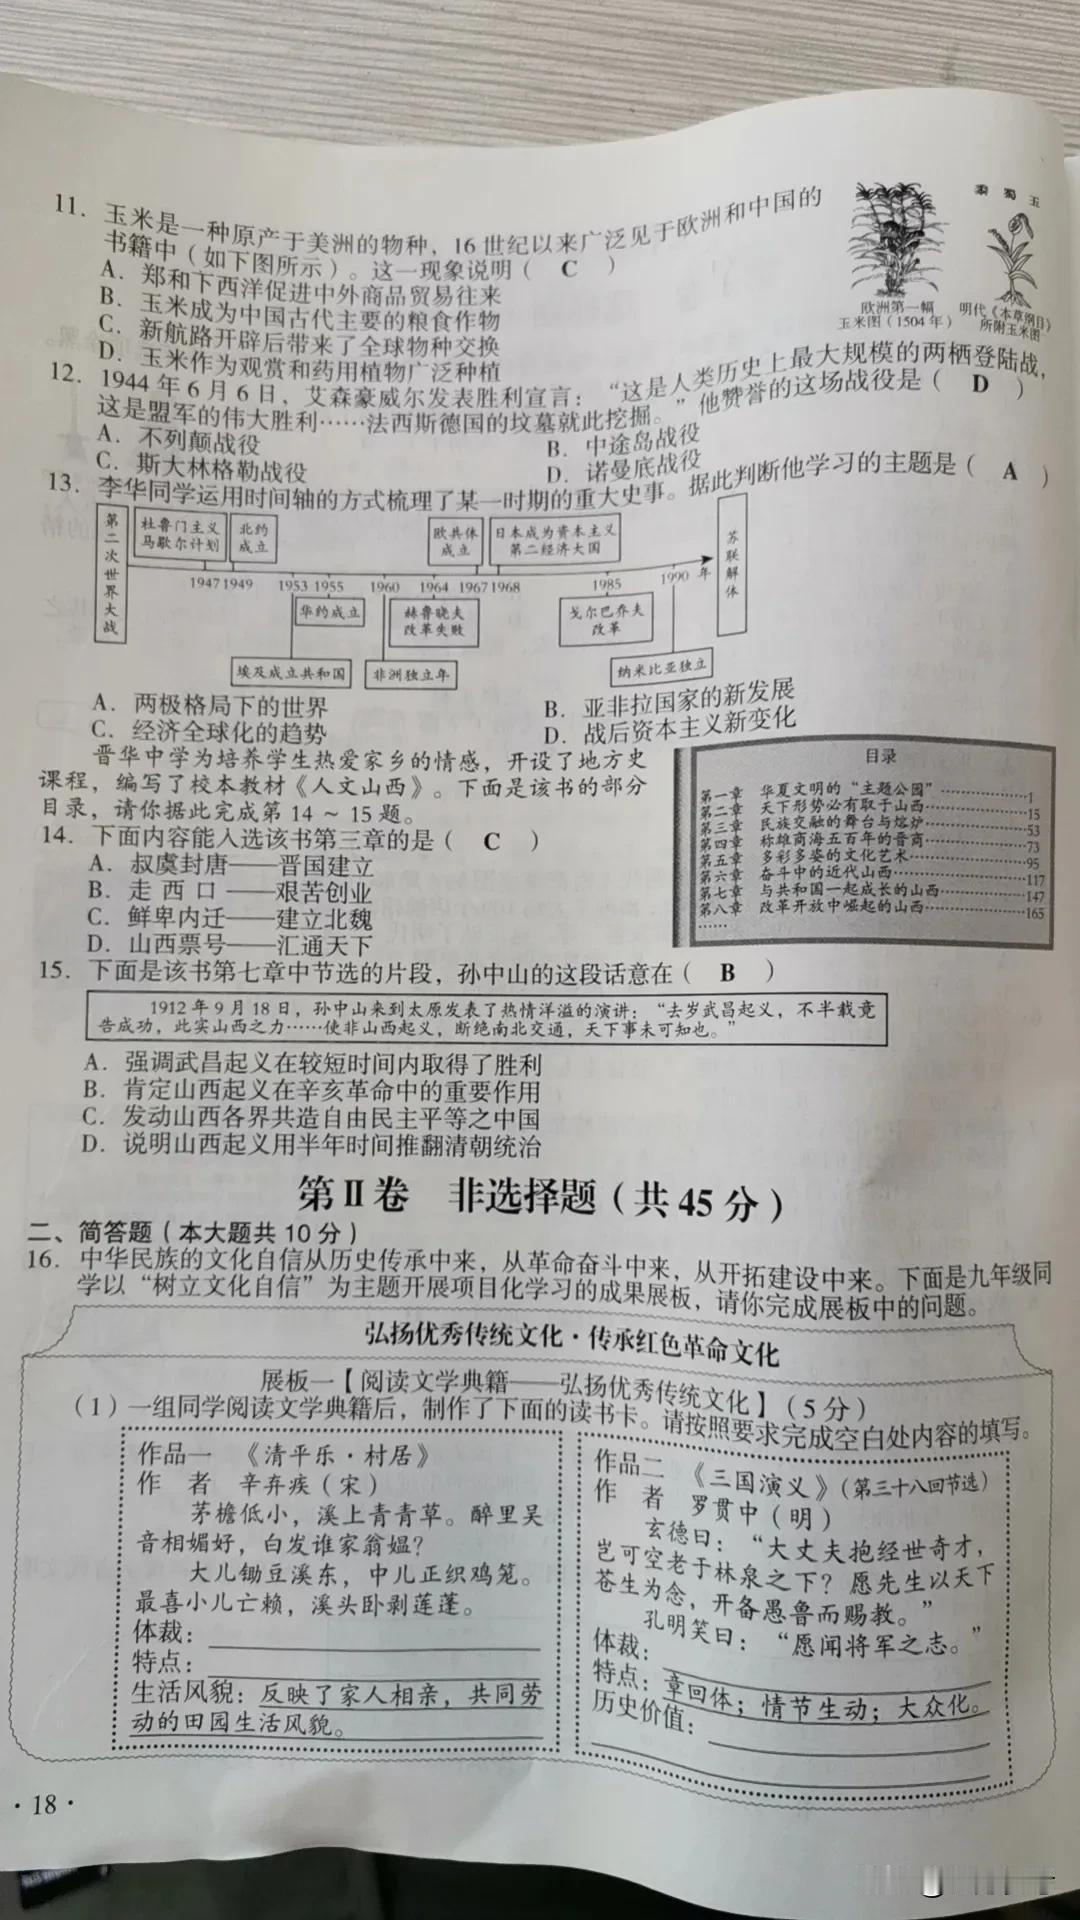 11. 玉米是一种原产于美洲的物种，16世纪以来广泛见于欧洲和中国的
书籍中（如下图所示）。这一现象说明（ C ）
A. 郑和下西洋促进中外商品贸易往来
B. 玉米成为中国古代主要的粮食作物
C. 新航路开辟后带来了全球物种交换
D. 玉米作为观赏和药用植物广泛种植
黍 蜀 玉
欧洲第一幅
玉米图（1504年）
明代《本草纲目》
所附玉米图
12. 1944年6月6日，艾森豪威尔发表胜利宣言：“这是人类历史上最大规模的两栖登陆战，
这是盟军的伟大胜利……法西斯德国的坟墓就此挖掘。”他赞誉的这场战役是（ D ）
A. 不列颠战役
B. 中途岛战役
C. 斯大林格勒战役
D. 诺曼底战役
13. 李华同学运用时间轴的方式梳理了某一时期的重大史事。据此判断他学习的主题是（ A ）
第二次世界大战
杜鲁门主义
马歇尔计划
北约
成立
欧共体
成立
日本成为资本主义
第二经济大国
苏联解体
1947 1949 1953 1955 1960 1964 1967 1968 1985 1990 年
华约成立
赫鲁晓夫
改革失败
戈尔巴乔夫
改革
埃及成立共和国
非洲独立年
纳米比亚独立
A. 两极格局下的世界
B. 亚非拉国家的新发展
C. 经济全球化的趋势
D. 战后资本主义新变化
晋华中学为培养学生热爱家乡的情感，开设了地方史
课程，编写了校本教材《人文山西》。下面是该书的部分
目录，请你据此完成第14～15题。
目录
第一章 华夏文明的“主题公园”……………1
第二章 天下形势必有取于山西……………15
第三章 民族交融的舞台与熔炉……………53
第四章 称雄商海五百年的晋商……………73
第五章 多彩多姿的文化艺术……………95
第六章 奋斗中的近代山西……………117
第七章 与共和国一起成长的山西……………147
第八章 改革开放中崛起的山西……………165
……
14. 下面内容能入选该书第三章的是（ C ）
A. 叔虞封唐——晋国建立
B. 走 西 口 ——艰苦创业
C. 鲜卑内迁——建立北魏
D. 山西票号——汇通天下
15. 下面是该书第七章中节选的片段，孙中山的这段话意在（ B ）
1912年9月18日，孙中山来到太原发表了热情洋溢的演讲：“去岁武昌起义，不半载竟
告成功，此实山西之力……使非山西起义，断绝南北交通，天下事未可知也。”
A. 强调武昌起义在较短时间内取得了胜利
B. 肯定山西起义在辛亥革命中的重要作用
C. 发动山西各界共造自由民主平等之中国
D. 说明山西起义用半年时间推翻清朝统治
第Ⅱ卷 非选择题（共45分）
二、简答题（本大题共10分）
16. 中华民族的文化自信从历史传承中来，从革命奋斗中来，从开拓建设中来。下面是九年级同
学以“树立文化自信”为主题开展项目化学习的成果展板，请你完成展板中的问题。
弘扬优秀传统文化·传承红色革命文化
展板一【阅读文学典籍——弘扬优秀传统文化】（5分）
（1）一组同学阅读文学典籍后，制作了下面的读书卡。请按照要求完成空白处内容的填写。
作品一 《清平乐·村居》
作 者 辛弃疾（宋）
茅檐低小，溪上青青草。醉里吴
音相媚好，白发谁家翁媪？
大儿锄豆溪东，中儿正织鸡笼。
最喜小儿亡赖，溪头卧剥莲蓬。
体裁：
特点：
生活风貌：反映了家人相亲，共同劳
动的田园生活风貌。
作品二 《三国演义》（第三十八回节选）
作 者 罗贯中（明）
玄德曰：“大丈夫抱经世奇才，
岂可空老于林泉之下？愿先生以天下
苍生为念，开备愚鲁而赐教。”
孔明笑曰：“愿闻将军之志。”
体裁：
特点：章回体；情节生动；大众化。
历史价值：
·18·